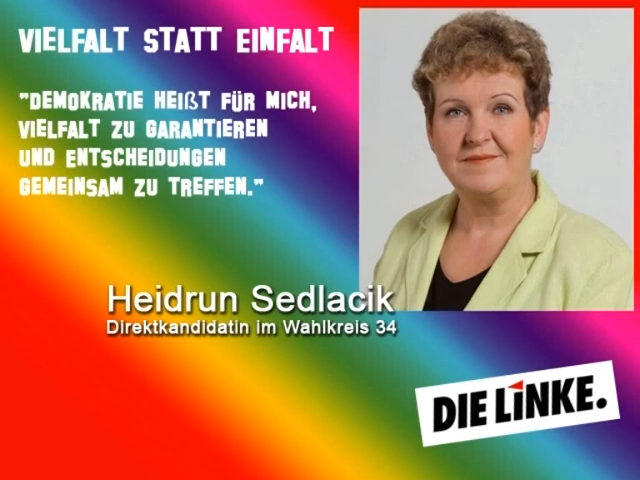 VIELFALT STATT EINFALT
"DEMOKRATIE HEIßT FÜR MICH,
VIELFALT ZU GARANTIEREN
UND ENTSCHEIDUNGEN
GEMEINSAM ZU TREFFEN."
Heidrun Sedlacik
Direktkandidatin im Wahlkreis 34
DIE LINKE.